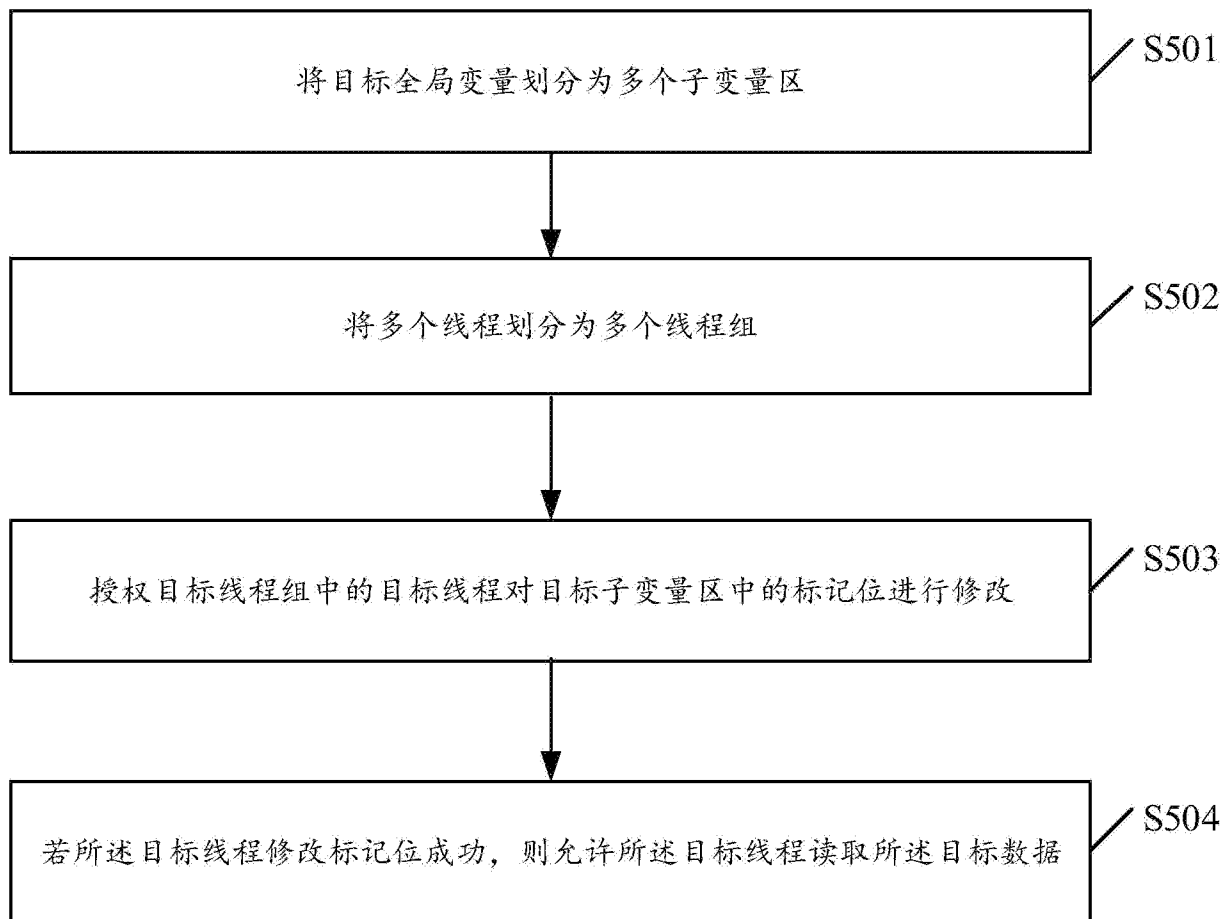 将目标全局变量划分为多个子变量区
S501
将多个线程划分为多个线程组
S502
授权目标线程组中的目标线程对目标子变量区中的标记位进行修改
S503
若所述目标线程修改标记位成功，则允许所述目标线程读取所述目标数据
S504